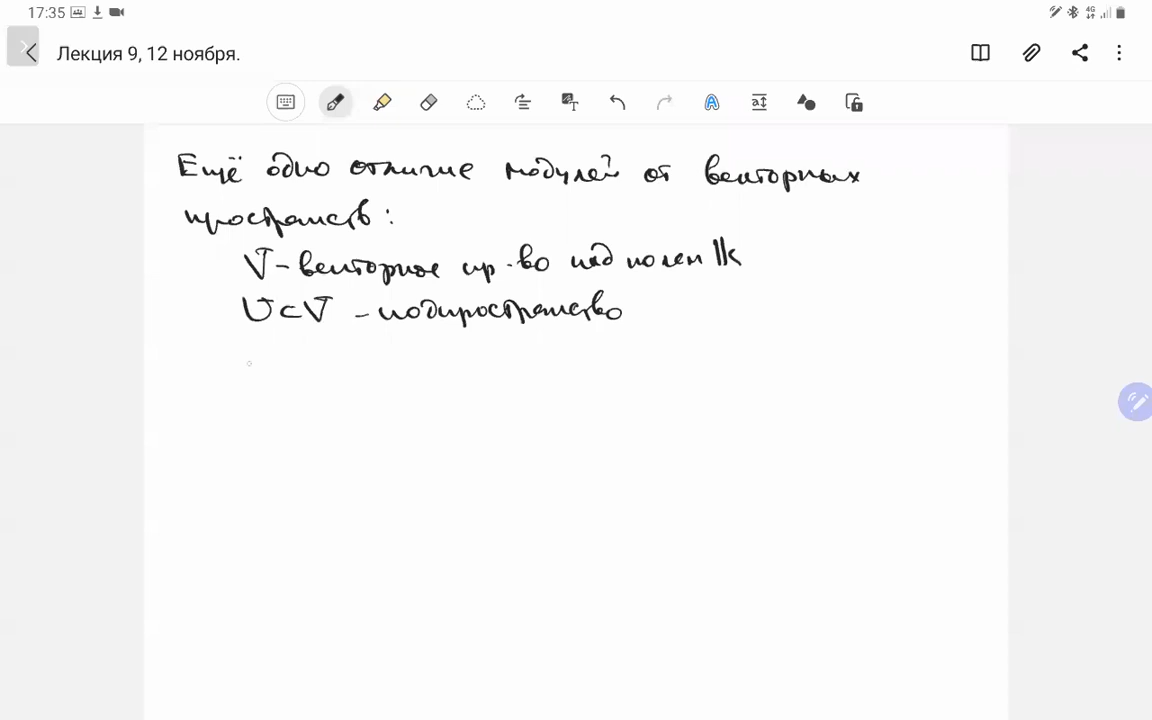 17:35
4G
Лекция 9, 12 ноября.
Ещё одно отличие модулей от векторных
пространств:
V - векторное пр-во над полем 𝕜
U ⊂ V - подпространство